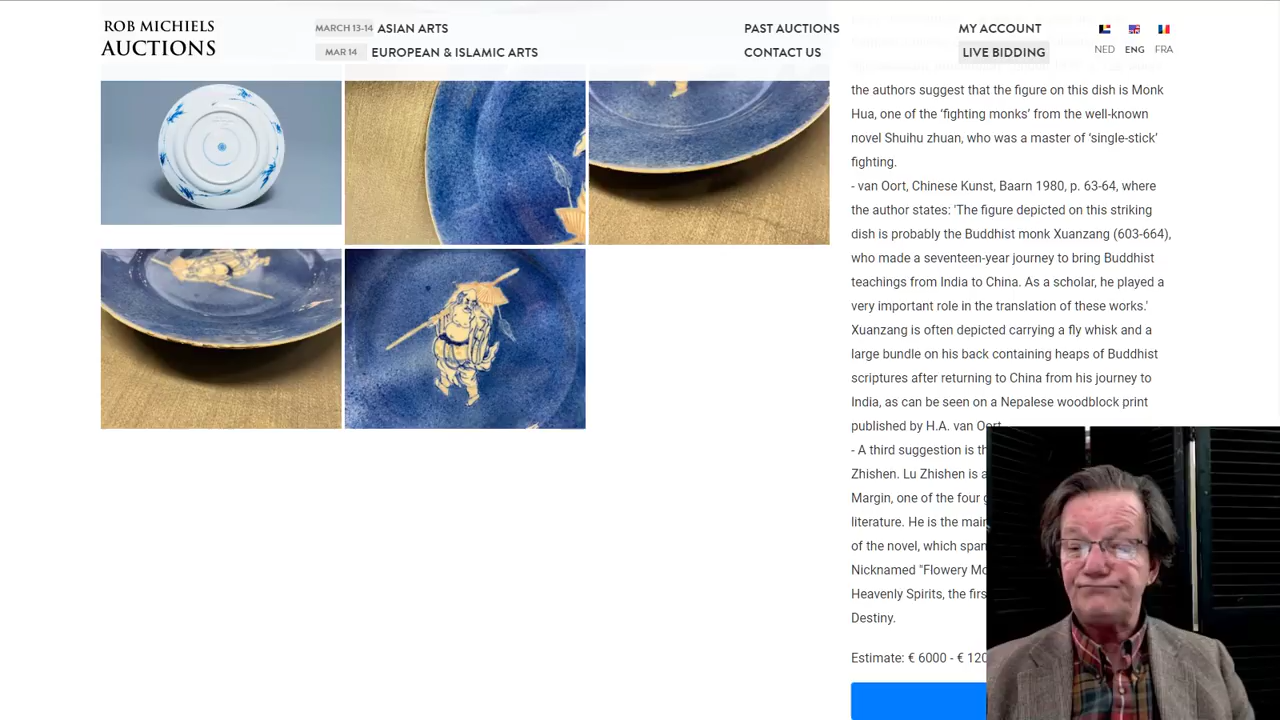 ROB MICHIELS
AUCTIONS
MARCH 13-14 ASIAN ARTS
MAR 14 EUROPEAN & ISLAMIC ARTS
PAST AUCTIONS
CONTACT US
MY ACCOUNT
LIVE BIDDING
NED ENG FRA
the authors suggest that the figure on this dish is Monk
Hua, one of the ‘fighting monks’ from the well-known
novel Shuihu zhuan, who was a master of ‘single-stick’
fighting.
- van Oort, Chinese Kunst, Baarn 1980, p. 63-64, where
the author states: 'The figure depicted on this striking
dish is probably the Buddhist monk Xuanzang (603-664),
who made a seventeen-year journey to bring Buddhist
teachings from India to China. As a scholar, he played a
very important role in the translation of these works.'
Xuanzang is often depicted carrying a fly whisk and a
large bundle on his back containing heaps of Buddhist
scriptures after returning to China from his journey to
India, as can be seen on a Nepalese woodblock print
published by H.A. van Oort.
- A third suggestion is th
Zhishen. Lu Zhishen is a
Margin, one of the four g
literature. He is the main
of the novel, which span
Nicknamed "Flowery Mo
Heavenly Spirits, the firs
Destiny.
Estimate: € 6000 - € 120